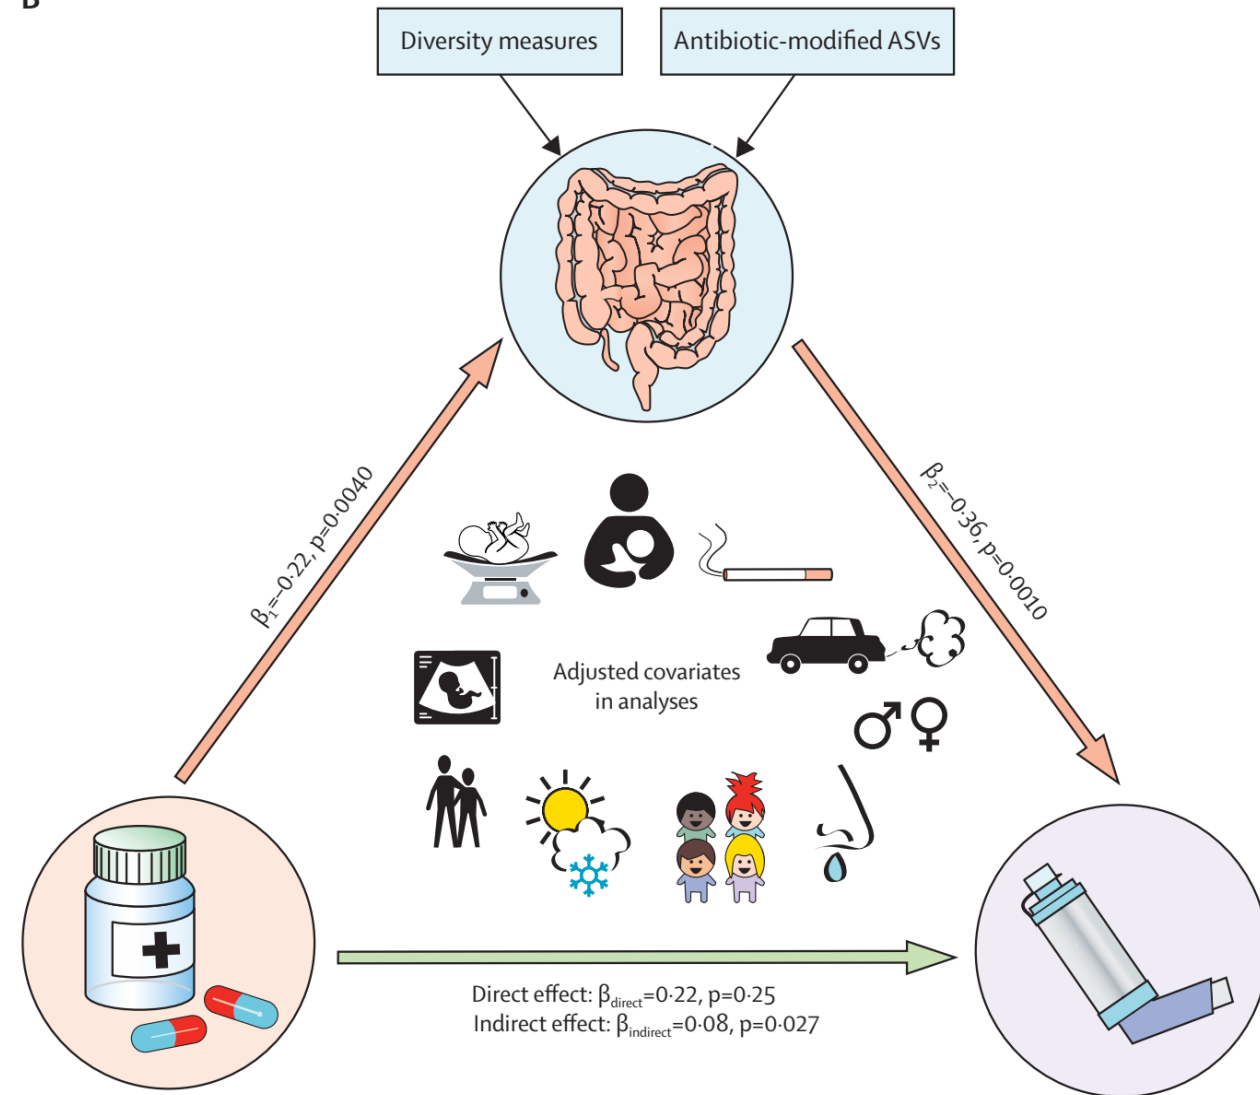 B
Diversity measures
Antibiotic-modified ASVs
β₁=–0·22, p=0·0040
β₂=–0·36, p=0·0010
Adjusted covariates
in analyses
Direct effect: βdirect=0·22, p=0·25
Indirect effect: βindirect=0·08, p=0·027